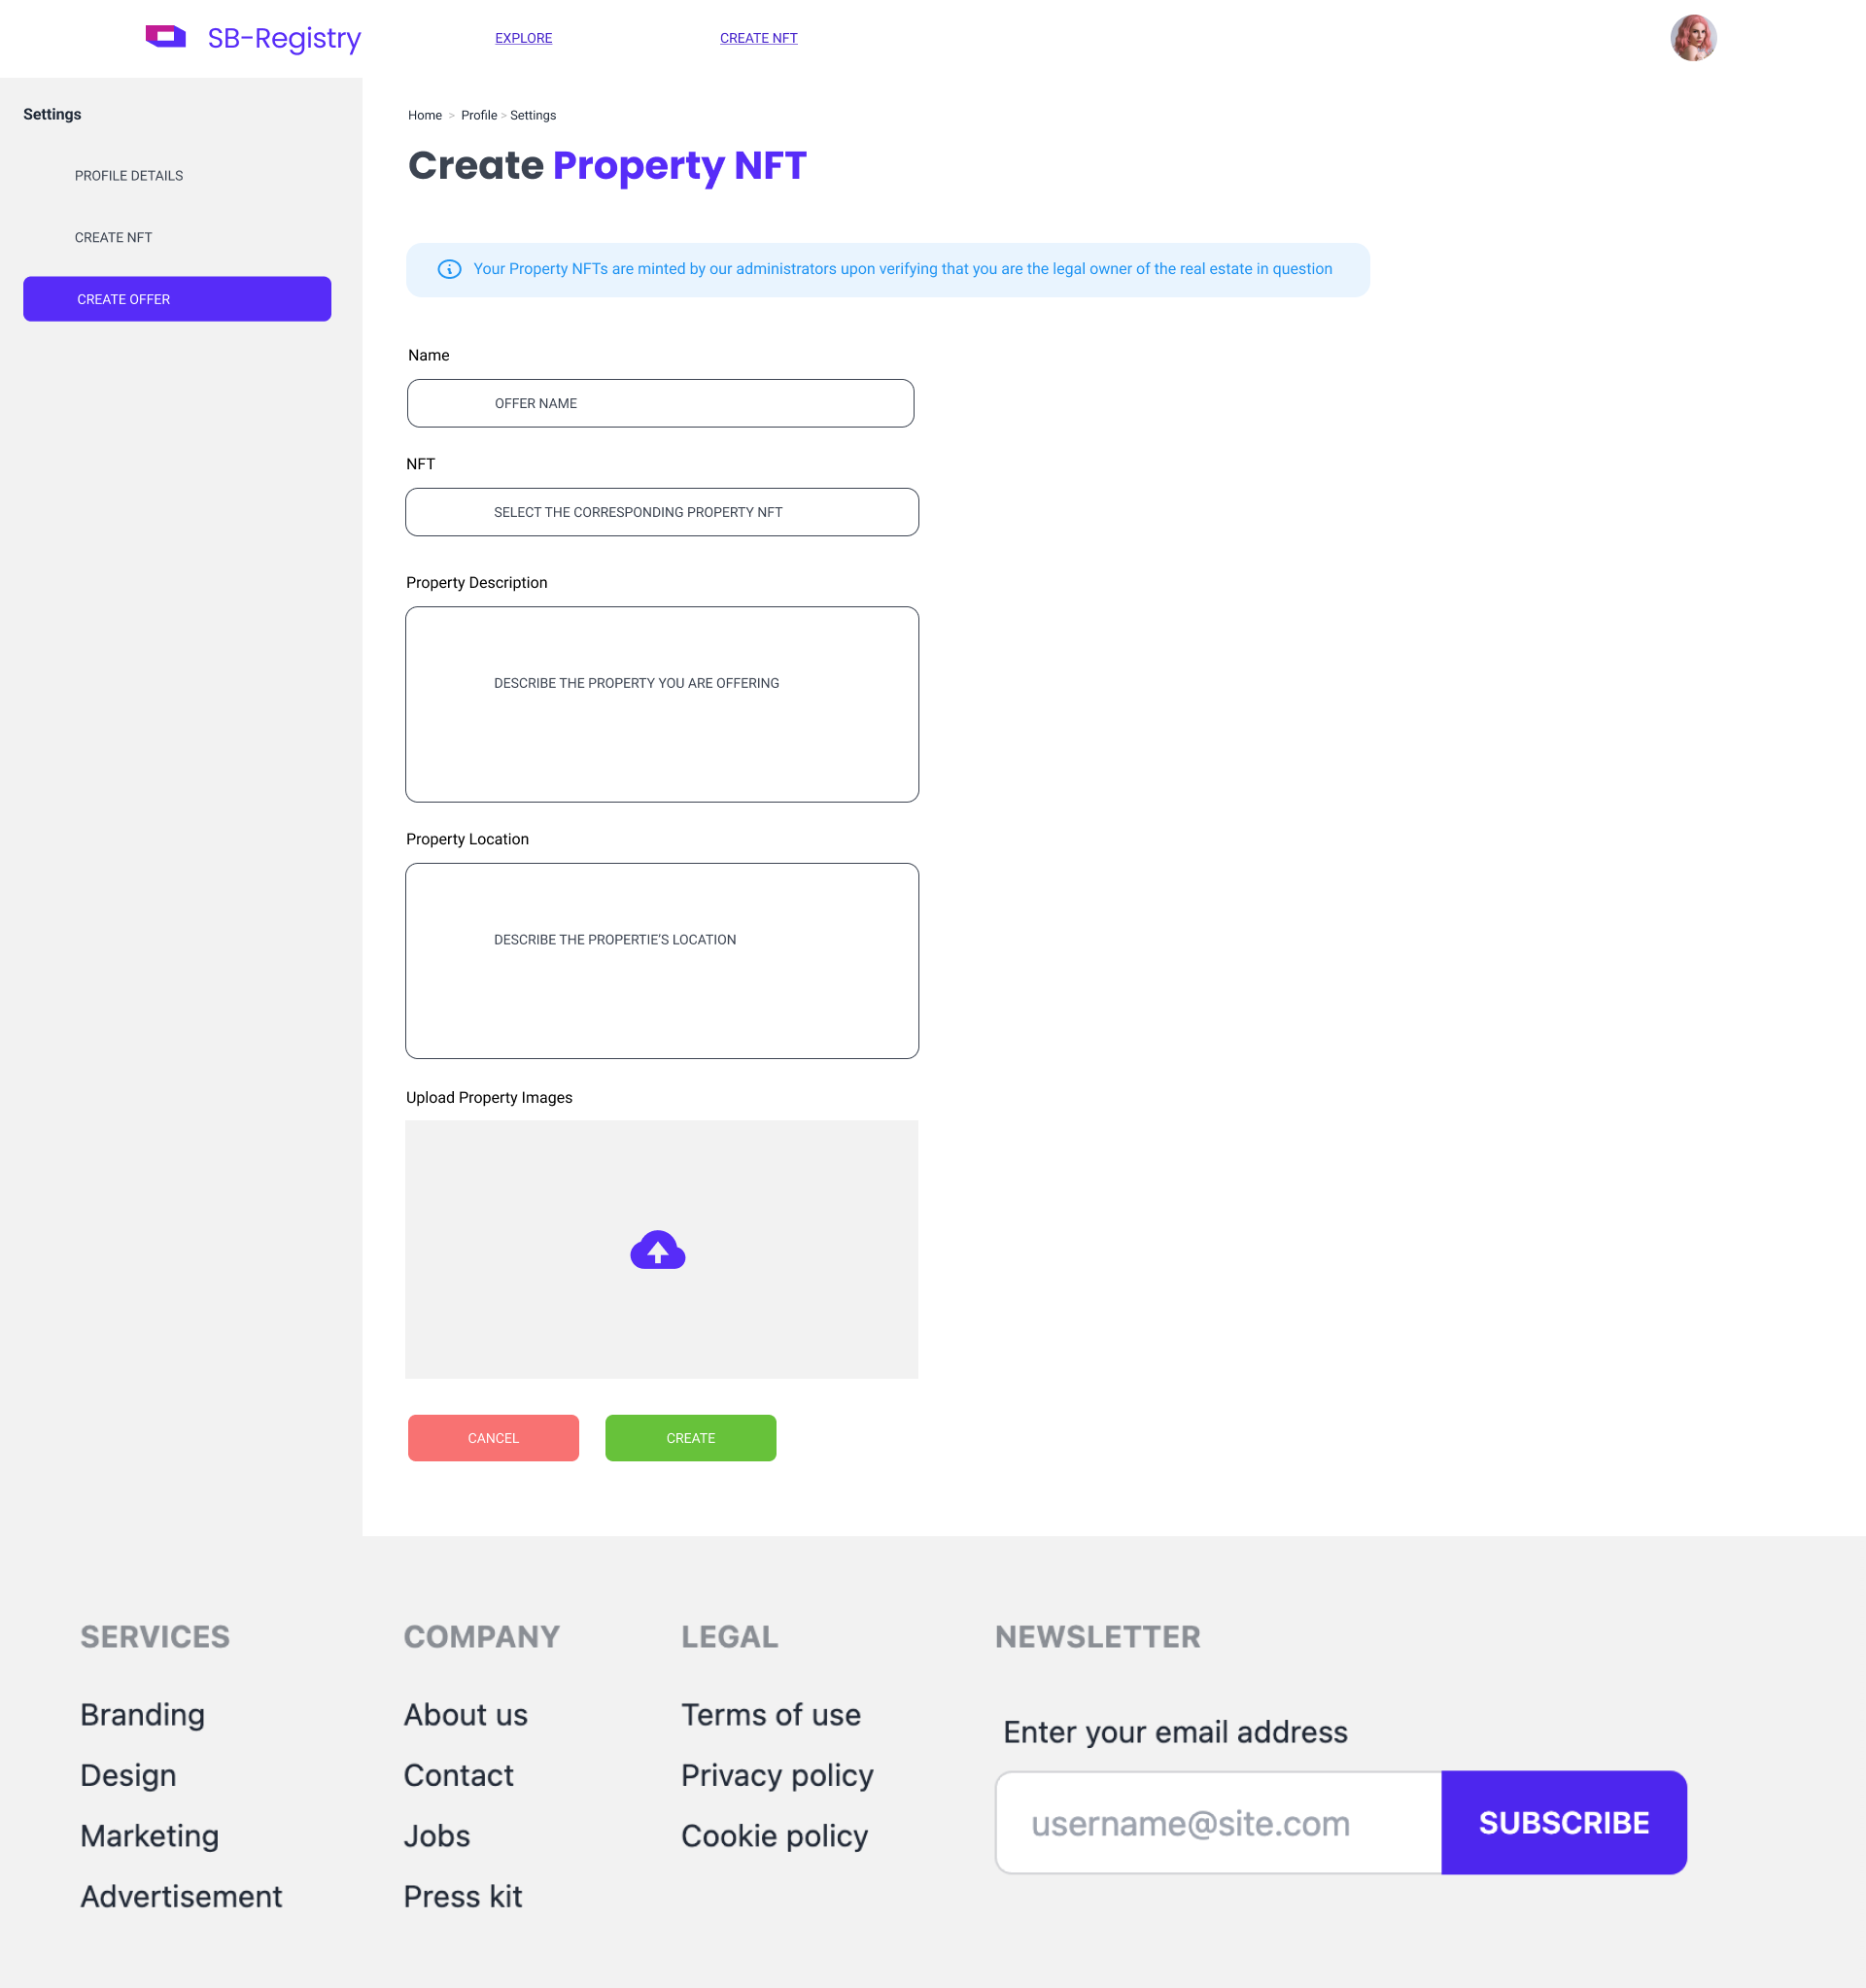 SB-Registry
EXPLORE
CREATE NFT
Settings
PROFILE DETAILS
CREATE NFT
CREATE OFFER
Home > Profile > Settings
Create Property NFT
Your Property NFTs are minted by our administrators upon verifying that you are the legal owner of the real estate in question
Name
OFFER NAME
NFT
SELECT THE CORRESPONDING PROPERTY NFT
Property Description
DESCRIBE THE PROPERTY YOU ARE OFFERING
Property Location
DESCRIBE THE PROPERTIE'S LOCATION
Upload Property Images
CANCEL
CREATE
SERVICES
Branding
Design
Marketing
Advertisement
COMPANY
About us
Contact
Jobs
Press kit
LEGAL
Terms of use
Privacy policy
Cookie policy
NEWSLETTER
Enter your email address
username@site.com
SUBSCRIBE